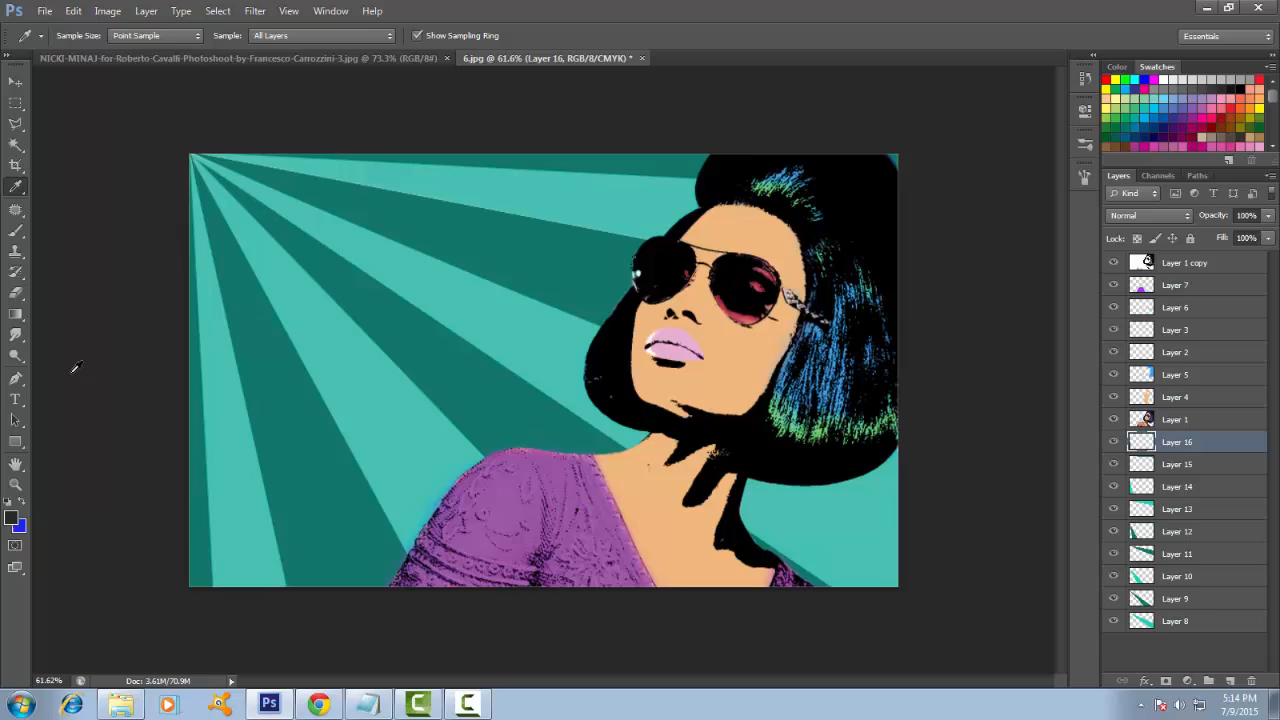 Ps File Edit Image Layer Type Select Filter View Window Help
Sample Size: Point Sample Sample: All Layers Show Sampling Ring Essentials
NICKI-MINAJ-for-Roberto-Cavalli-Photoshoot-by-Francesco-Carrozzini-3.jpg @ 73.3% (RGB/8#) × 6.jpg @ 61.6% (Layer 16, RGB/8/CMYK) * ×
Color Swatches
Layers Channels Paths
Kind
Normal Opacity: 100%
Lock: Fill: 100%
Layer 1 copy
Layer 7
Layer 6
Layer 3
Layer 2
Layer 5
Layer 4
Layer 1
Layer 16
Layer 15
Layer 14
Layer 13
Layer 12
Layer 11
Layer 10
Layer 9
Layer 8
61.62% Doc: 3.61M/70.9M
Ps C C 5:14 PM
7/9/2015